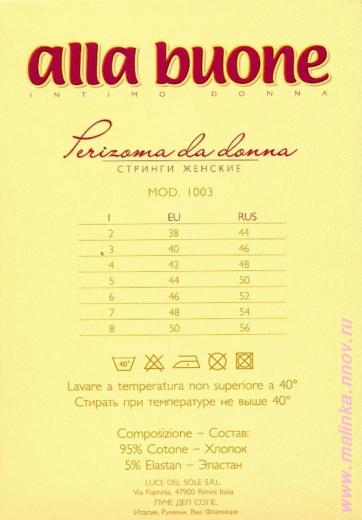 alla buone
INTIMO DONNA
Perizoma da donna
СТРИНГИ ЖЕНСКИЕ
MOD. 1003
I EU RUS
2 38 44
3 40 46
4 42 48
5 44 50
6 46 52
7 48 54
8 50 56
40°
Lavare a temperatura non superiore a 40°
Стирать при температуре не выше 40°
Composizione – Состав:
95% Cotone – Хлопок
5% Elastan – Эластан
LUCE DEL SOLE S.R.L.
Via Flaminia, 47900 Rimini Italia
ЛУЧЕ ДЕЛ СОЛЕ,
Италия, Римини, Виа Фламиния
www.malinka.nnov.ru